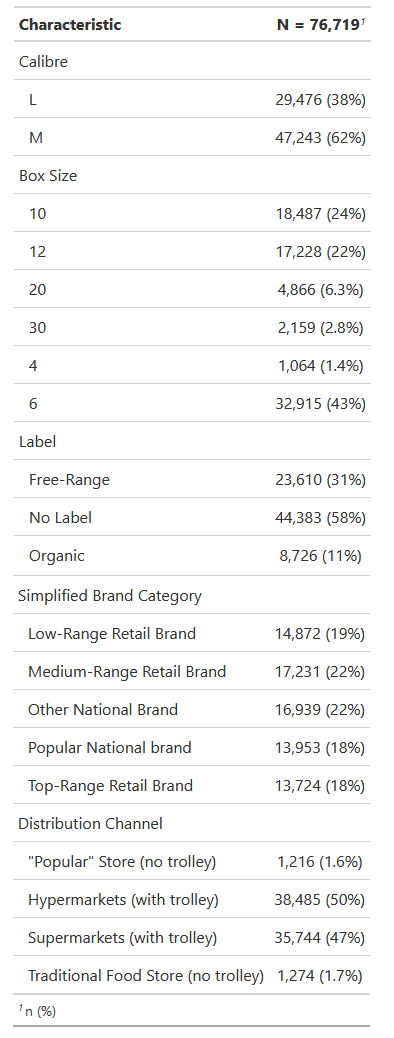 Characteristic N = 76,719¹
Calibre
L 29,476 (38%)
M 47,243 (62%)
Box Size
10 18,487 (24%)
12 17,228 (22%)
20 4,866 (6.3%)
30 2,159 (2.8%)
4 1,064 (1.4%)
6 32,915 (43%)
Label
Free-Range 23,610 (31%)
No Label 44,383 (58%)
Organic 8,726 (11%)
Simplified Brand Category
Low-Range Retail Brand 14,872 (19%)
Medium-Range Retail Brand 17,231 (22%)
Other National Brand 16,939 (22%)
Popular National brand 13,953 (18%)
Top-Range Retail Brand 13,724 (18%)
Distribution Channel
"Popular" Store (no trolley) 1,216 (1.6%)
Hypermarkets (with trolley) 38,485 (50%)
Supermarkets (with trolley) 35,744 (47%)
Traditional Food Store (no trolley) 1,274 (1.7%)
¹ n (%)